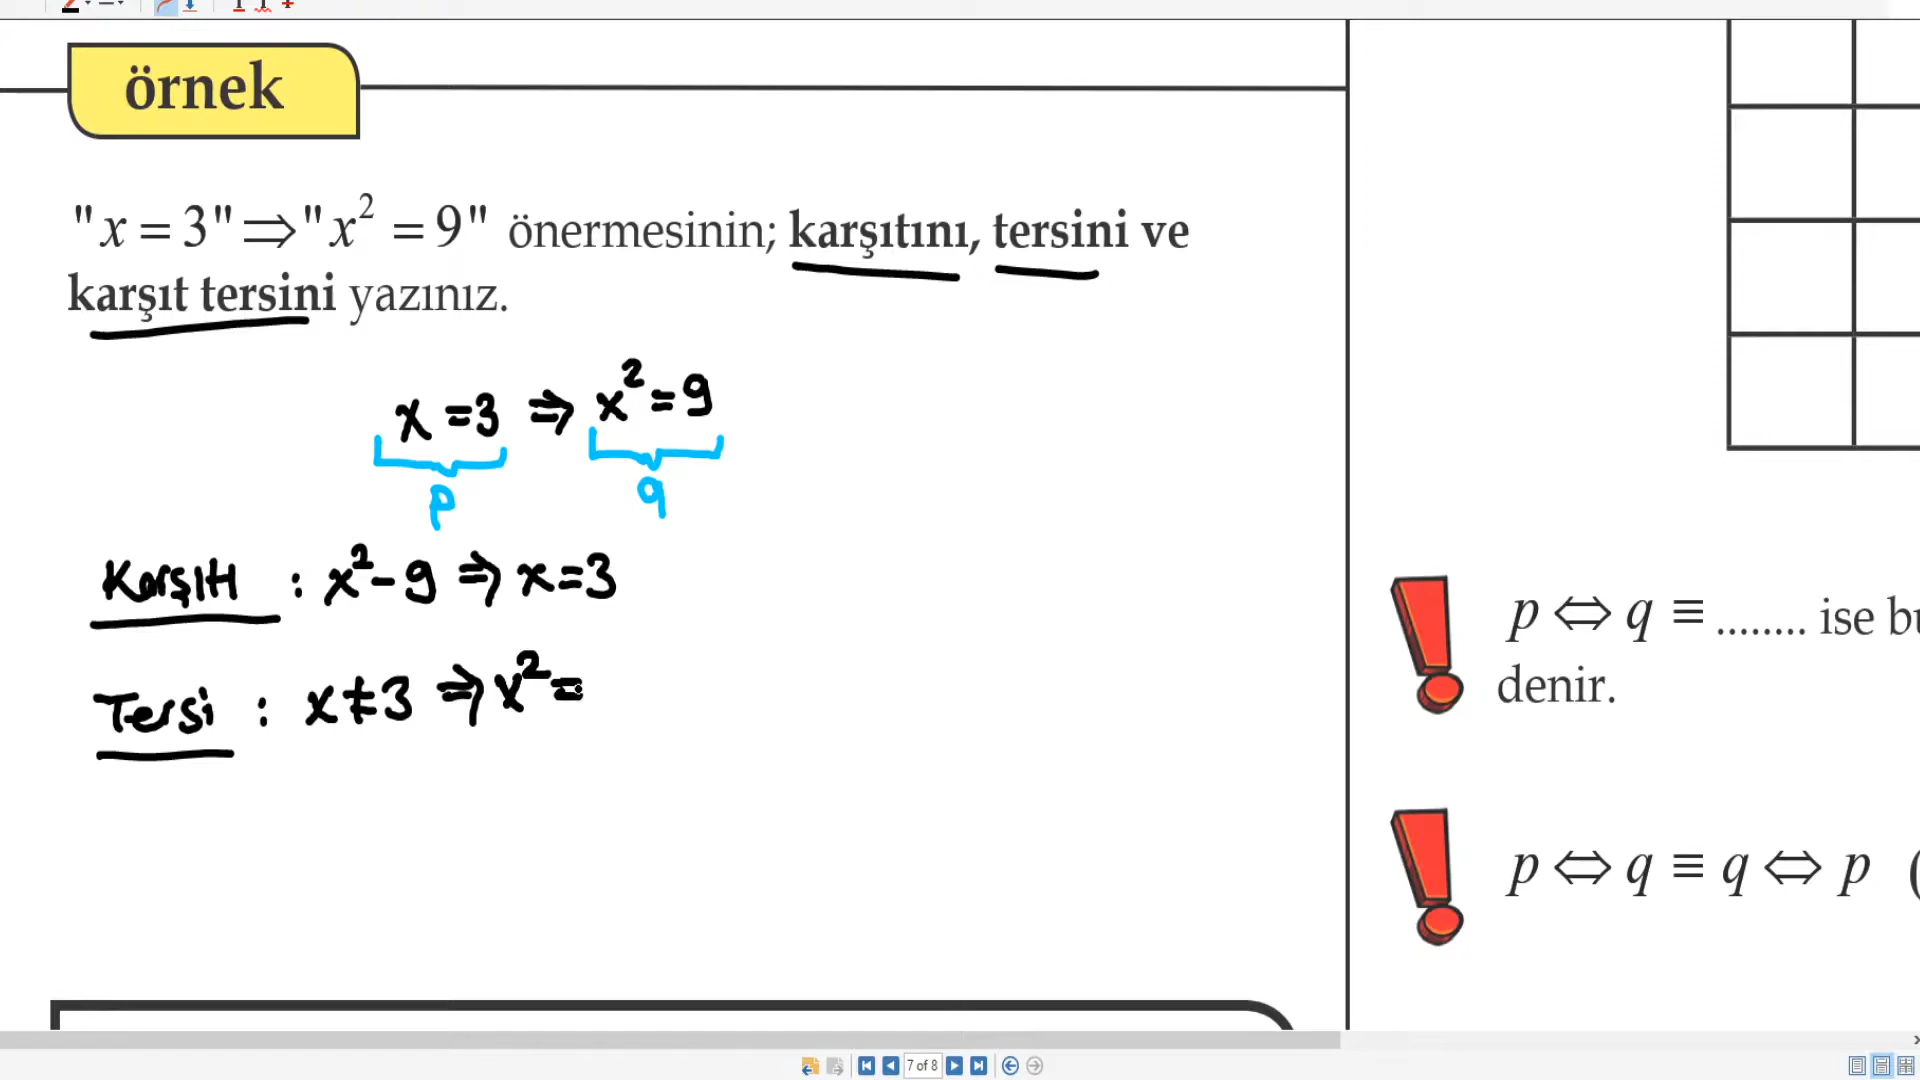 örnek
"x = 3" ⇒ "x² = 9" önermesinin; karşıtını, tersini ve
karşıt tersini yazınız.
x = 3 ⇒ x² = 9
p q
Karşıtı : x² - 9 ⇒ x = 3
Tersi : x ≠ 3 ⇒ x² =
p ⇔ q ≡ ........ ise bu
denir.
p ⇔ q ≡ q ⇔ p (
7 of 8